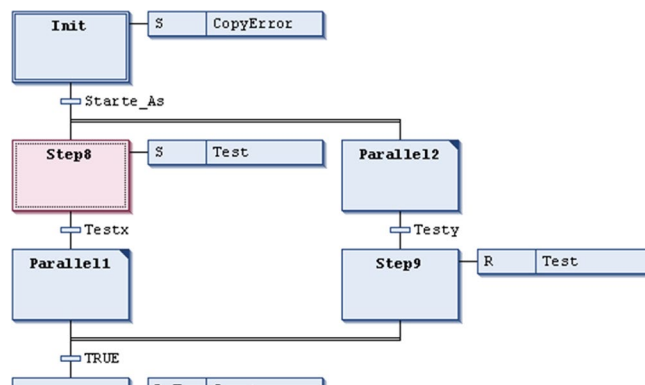 Init S CopyError
Starte_As
Step8 S Test Parallel2
Testx Testy
Parallel1 Step9 R Test
TRUE